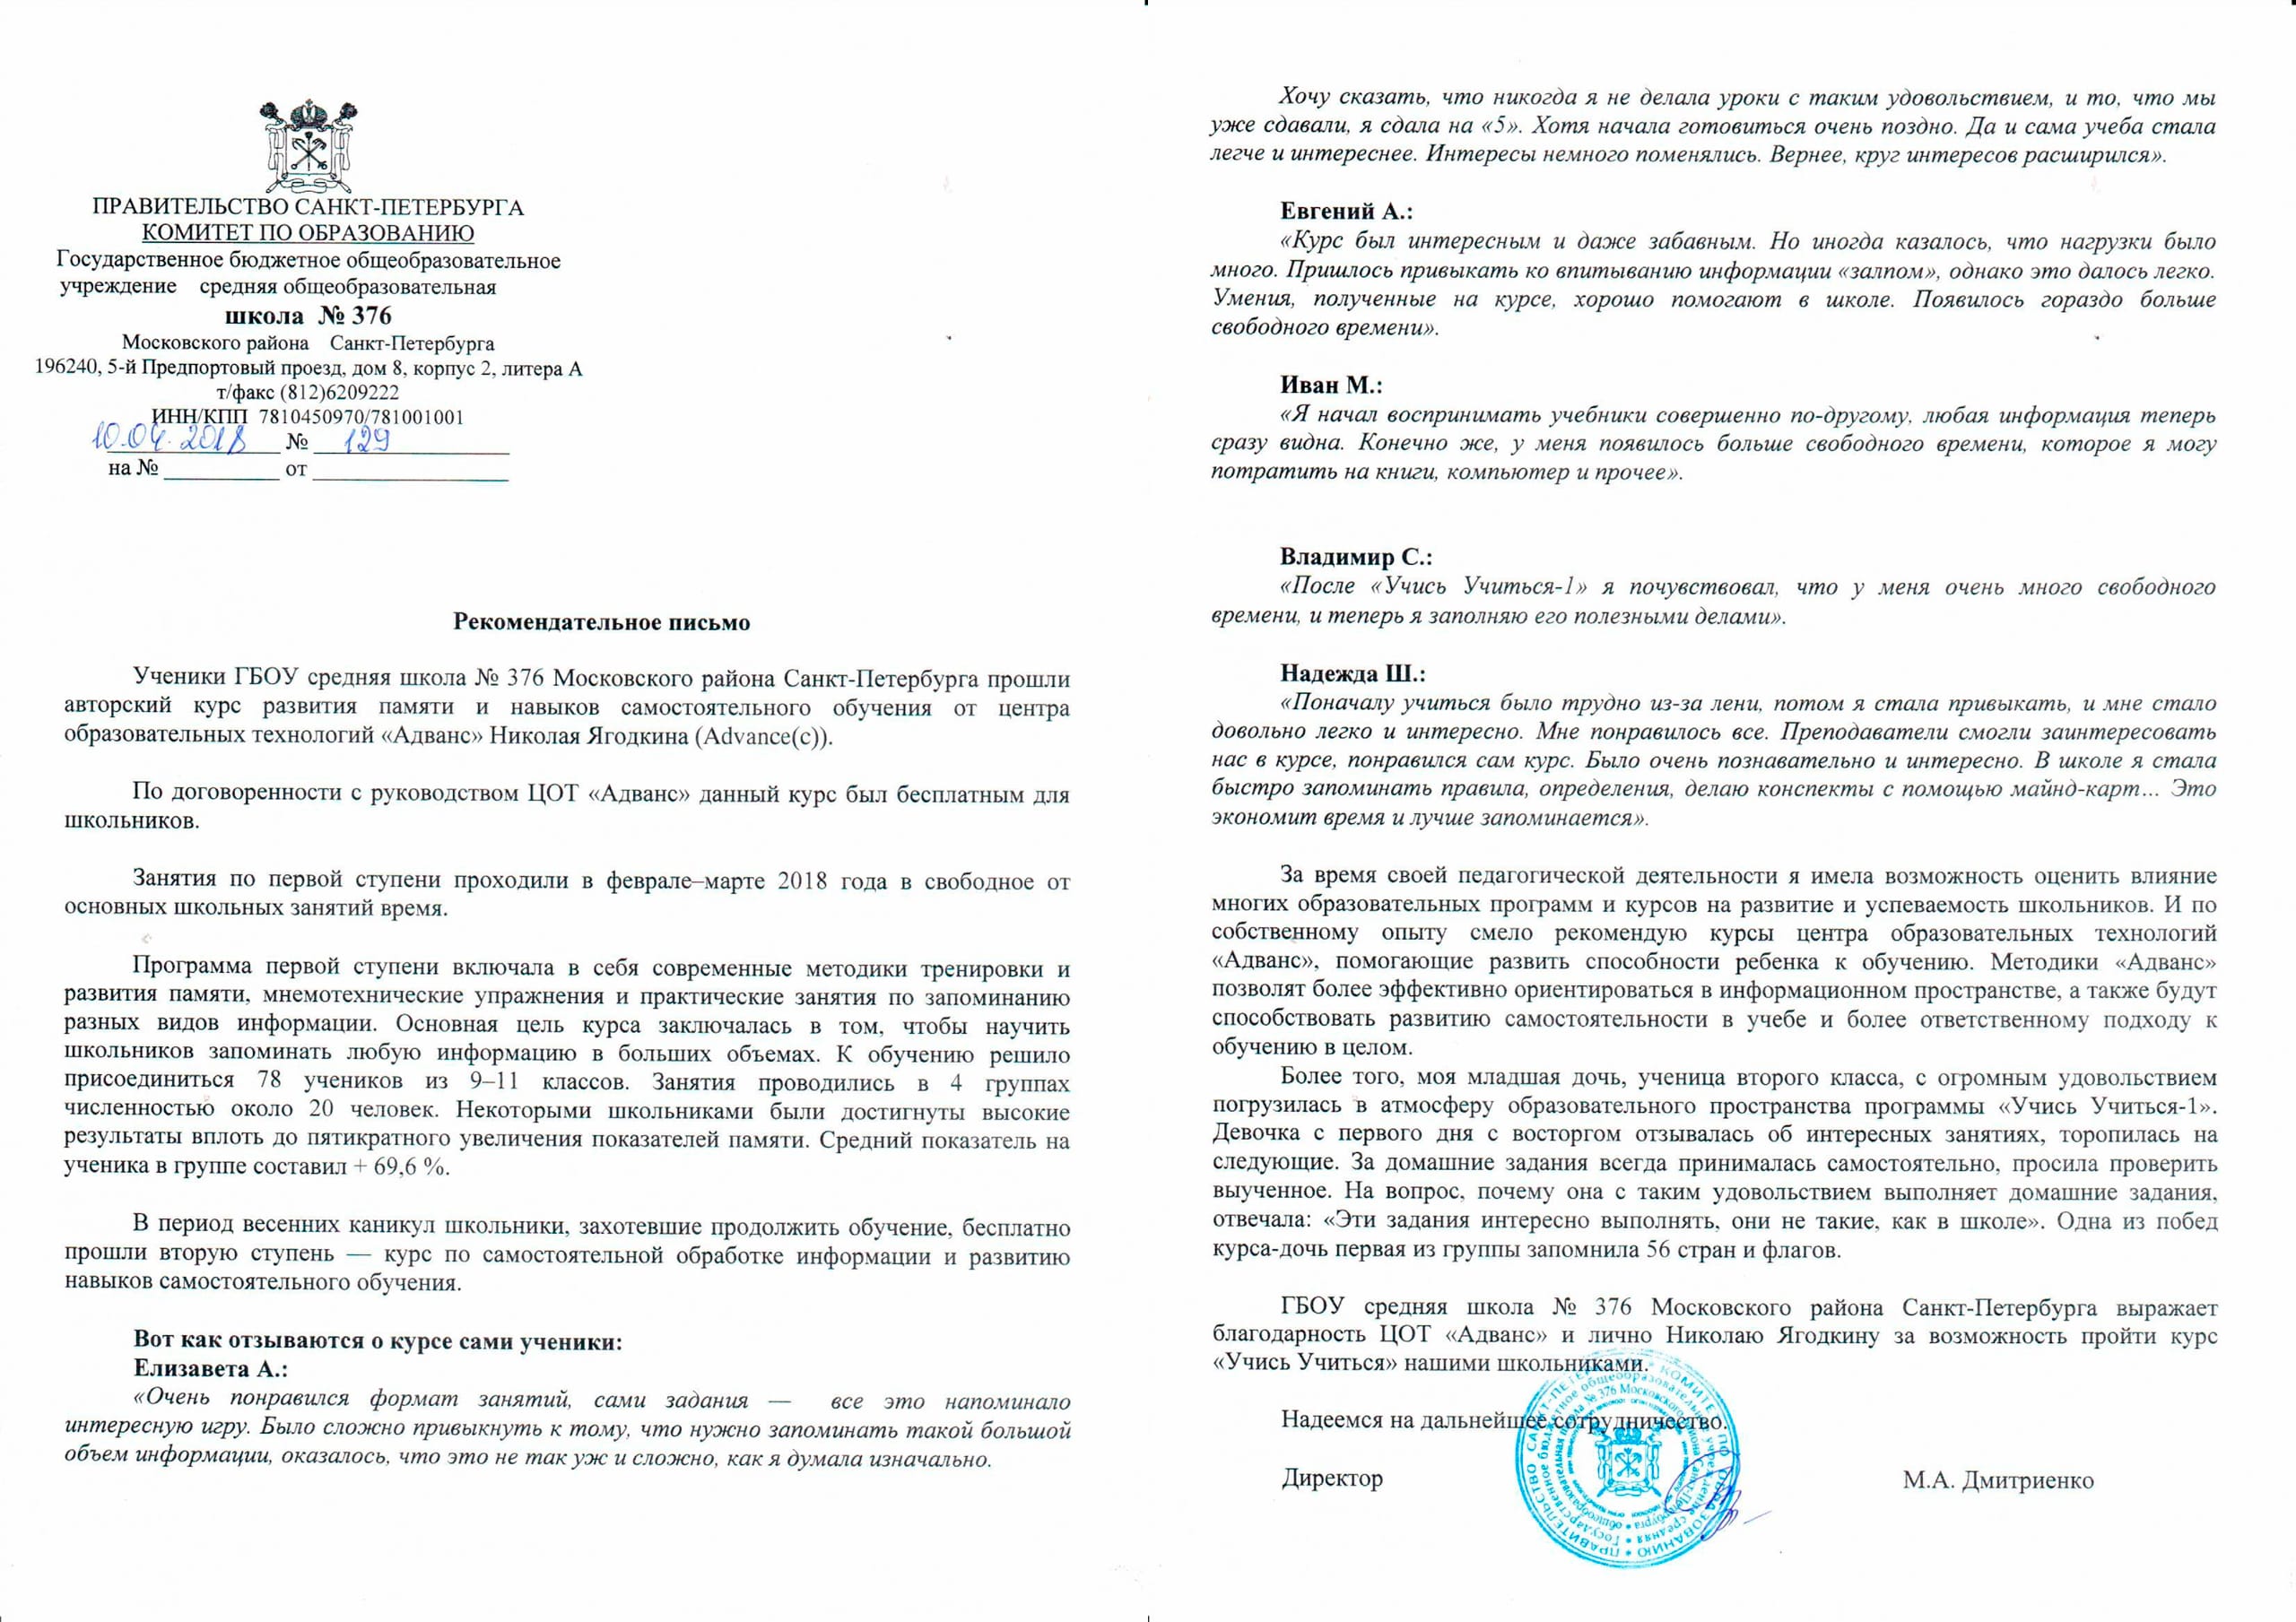 ПРАВИТЕЛЬСТВО САНКТ-ПЕТЕРБУРГА
КОМИТЕТ ПО ОБРАЗОВАНИЮ
Государственное бюджетное общеобразовательное
учреждение средняя общеобразовательная
школа № 376
Московского района Санкт-Петербурга
196240, 5-й Предпортовый проезд, дом 8, корпус 2, литера А
т/факс (812)6209222
ИНН/КПП 7810450970/781001001
10.04.2018 № 129
на № ____________ от ____________________
Рекомендательное письмо
Ученики ГБОУ средняя школа № 376 Московского района Санкт-Петербурга прошли
авторский курс развития памяти и навыков самостоятельного обучения от центра
образовательных технологий «Адванс» Николая Ягодкина (Advance(c)).
По договоренности с руководством ЦОТ «Адванс» данный курс был бесплатным для
школьников.
Занятия по первой ступени проходили в феврале–марте 2018 года в свободное от
основных школьных занятий время.
Программа первой ступени включала в себя современные методики тренировки и
развития памяти, мнемотехнические упражнения и практические занятия по запоминанию
разных видов информации. Основная цель курса заключалась в том, чтобы научить
школьников запоминать любую информацию в больших объемах. К обучению решило
присоединиться 78 учеников из 9–11 классов. Занятия проводились в 4 группах
численностью около 20 человек. Некоторыми школьниками были достигнуты высокие
результаты вплоть до пятикратного увеличения показателей памяти. Средний показатель на
ученика в группе составил + 69,6 %.
В период весенних каникул школьники, захотевшие продолжить обучение, бесплатно
прошли вторую ступень — курс по самостоятельной обработке информации и развитию
навыков самостоятельного обучения.
Вот как отзываются о курсе сами ученики:
Елизавета А.:
«Очень понравился формат занятий, сами задания — все это напоминало
интересную игру. Было сложно привыкнуть к тому, что нужно запоминать такой большой
объем информации, оказалось, что это не так уж и сложно, как я думала изначально.
Хочу сказать, что никогда я не делала уроки с таким удовольствием, и то, что мы
уже сдавали, я сдала на «5». Хотя начала готовиться очень поздно. Да и сама учеба стала
легче и интереснее. Интересы немного поменялись. Вернее, круг интересов расширился».
Евгений А.:
«Курс был интересным и даже забавным. Но иногда казалось, что нагрузки было
много. Пришлось привыкать ко впитыванию информации «залпом», однако это далось легко.
Умения, полученные на курсе, хорошо помогают в школе. Появилось гораздо больше
свободного времени».
Иван М.:
«Я начал воспринимать учебники совершенно по-другому, любая информация теперь
сразу видна. Конечно же, у меня появилось больше свободного времени, которое я могу
потратить на книги, компьютер и прочее».
Владимир С.:
«После «Учись Учиться-1» я почувствовал, что у меня очень много свободного
времени, и теперь я заполняю его полезными делами».
Надежда Ш.:
«Поначалу учиться было трудно из-за лени, потом я стала привыкать, и мне стало
довольно легко и интересно. Мне понравилось все. Преподаватели смогли заинтересовать
нас в курсе, понравился сам курс. Было очень познавательно и интересно. В школе я стала
быстро запоминать правила, определения, делаю конспекты с помощью майнд-карт... Это
экономит время и лучше запоминается».
За время своей педагогической деятельности я имела возможность оценить влияние
многих образовательных программ и курсов на развитие и успеваемость школьников. И по
собственному опыту смело рекомендую курсы центра образовательных технологий
«Адванс», помогающие развить способности ребенка к обучению. Методики «Адванс»
позволят более эффективно ориентироваться в информационном пространстве, а также будут
способствовать развитию самостоятельности в учебе и более ответственному подходу к
обучению в целом.
Более того, моя младшая дочь, ученица второго класса, с огромным удовольствием
погрузилась в атмосферу образовательного пространства программы «Учись Учиться-1».
Девочка с первого дня с восторгом отзывалась об интересных занятиях, торопилась на
следующие. За домашние задания всегда принималась самостоятельно, просила проверить
выученное. На вопрос, почему она с таким удовольствием выполняет домашние задания,
отвечала: «Эти задания интересно выполнять, они не такие, как в школе». Одна из побед
курса-дочь первая из группы запомнила 56 стран и флагов.
ГБОУ средняя школа № 376 Московского района Санкт-Петербурга выражает
благодарность ЦОТ «Адванс» и лично Николаю Ягодкину за возможность пройти курс
«Учись Учиться» нашими школьниками.
Надеемся на дальнейшее сотрудничество.
Директор М.А. Дмитриенко
ПРАВИТЕЛЬСТВО САНКТ-ПЕТЕРБУРГА • КОМИТЕТ ПО ОБРАЗОВАНИЮ
Государственное бюджетное общеобразовательное учреждение средняя
общеобразовательная школа № 376 Московского района Санкт-Петербурга